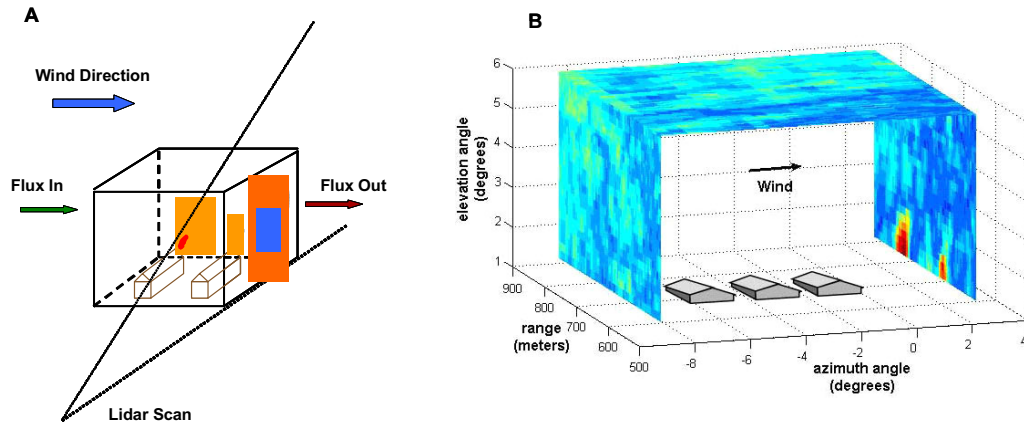 A
Wind Direction
Flux In
Flux Out
Lidar Scan
B
elevation angle
(degrees)
6
5
4
3
2
1
Wind
900
800
700
600
500
range
(meters)
-8
-6
-4
-2
0
2
4
azimuth angle
(degrees)